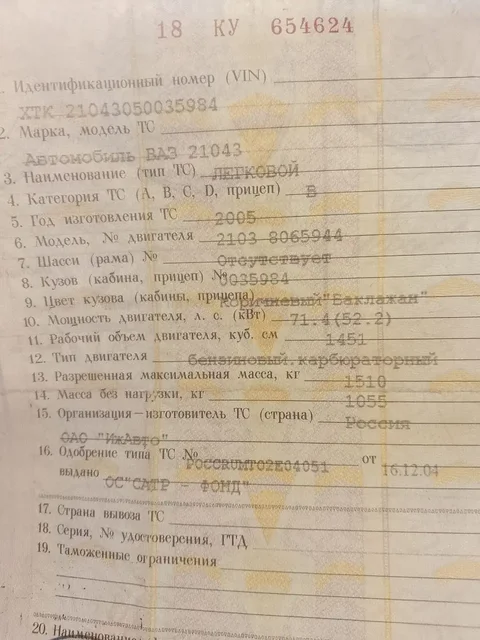 18 КУ 654624
1. Идентификационный номер (VIN)
ХТК 21043050035984
2. Марка, модель ТС
Автомобиль ВАЗ 21043
3. Наименование (тип ТС) ЛЕГКОВОЙ
4. Категория ТС (А, В, С, D, прицеп) В
5. Год изготовления ТС 2005
6. Модель, № двигателя 2103 8065944
7. Шасси (рама) № Отсутствует
8. Кузов (кабина, прицеп) № 0035984
9. Цвет кузова (кабины, прицепа) Коричневый"Баклажан"
10. Мощность двигателя, л. с. (кВт) 71.4(52.2)
11. Рабочий объем двигателя, куб. см 1451
12. Тип двигателя бензиновый.карбюраторный
13. Разрешенная максимальная масса, кг 1510
14. Масса без нагрузки, кг 1055
15. Организация—изготовитель ТС (страна) Россия
ОАО "ИжАвто"
16. Одобрение типа ТС № РОССRUМТ02Е04051 от 16.12.04
выдано ОС"САТР - ФОНД"
17. Страна вывоза ТС
18. Серия, № удостоверения, ГТД
19. Таможенные ограничения
20. Наименование